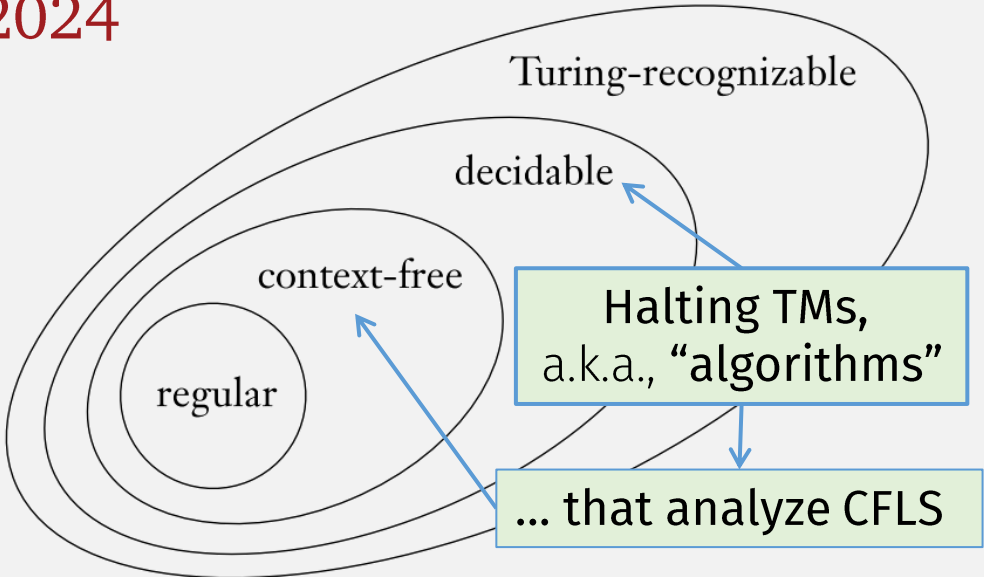 2024
Turing-recognizable
decidable
context-free
regular
Halting TMs,
a.k.a., “algorithms”
... that analyze CFLS